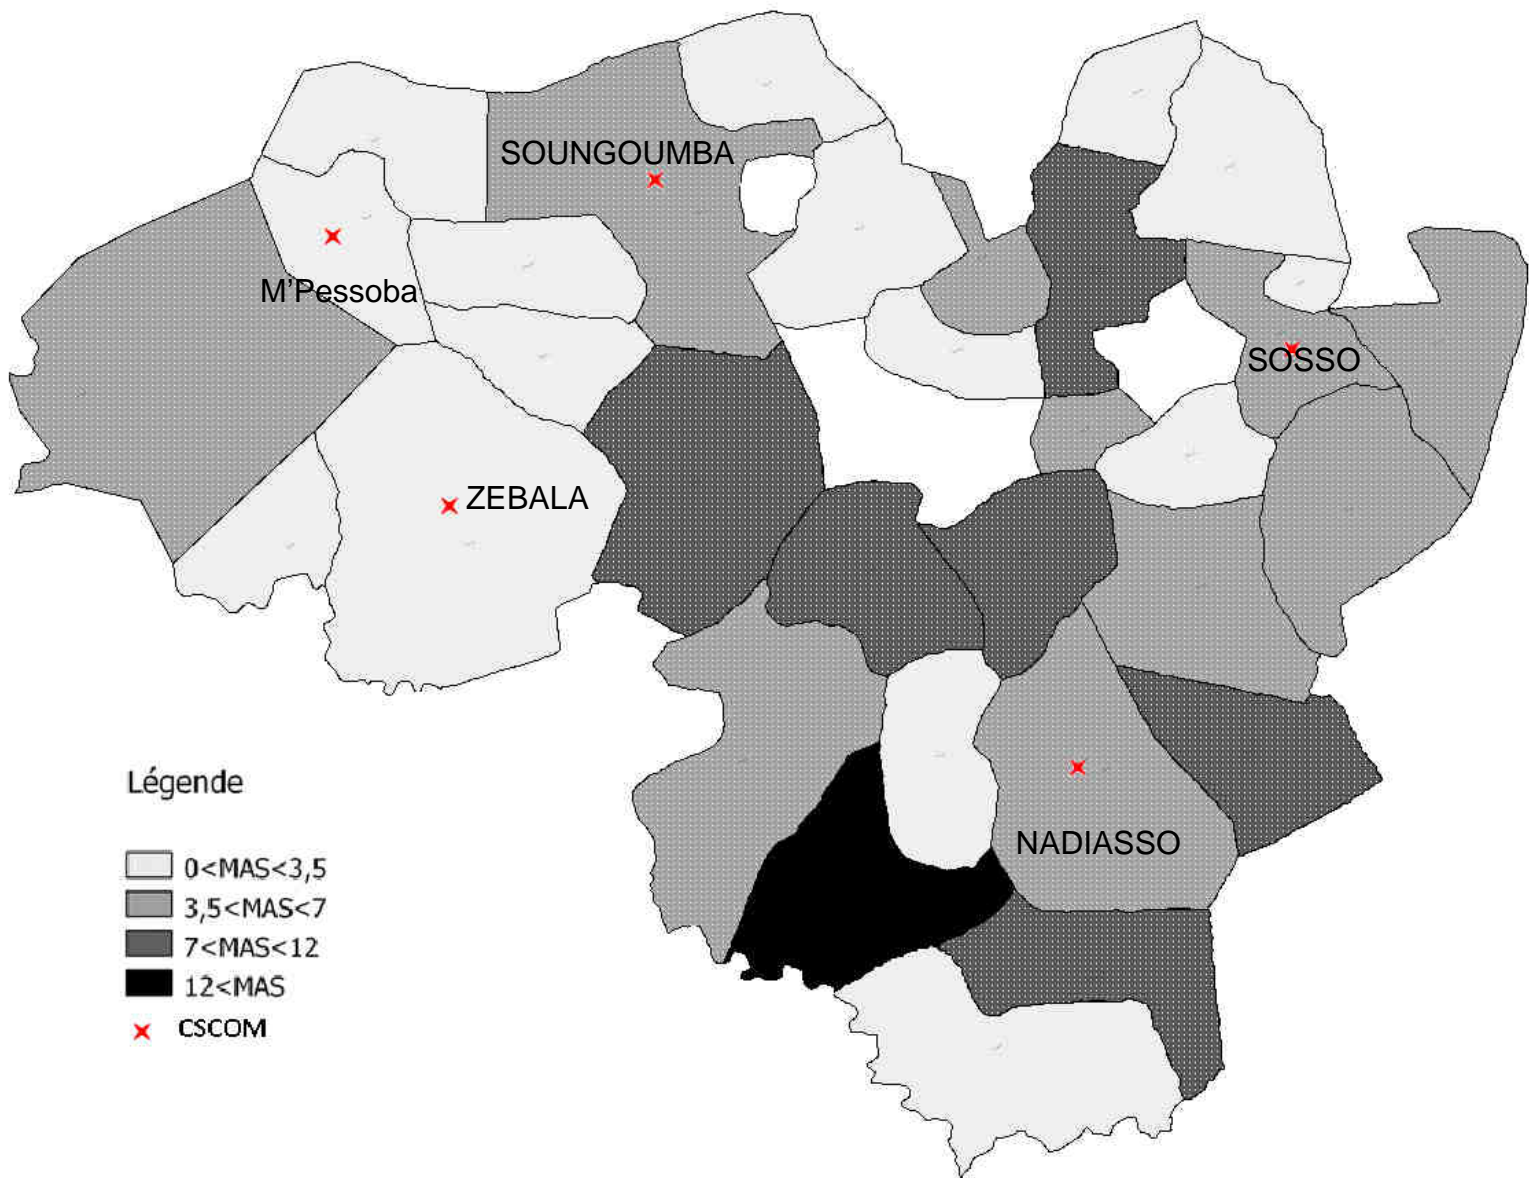 SOUNGOUMBA
M'Pessoba
SOSSO
ZEBALA
NADIASSO
Légende
0<MAS<3,5
3,5<MAS<7
7<MAS<12
12<MAS
CSCOM